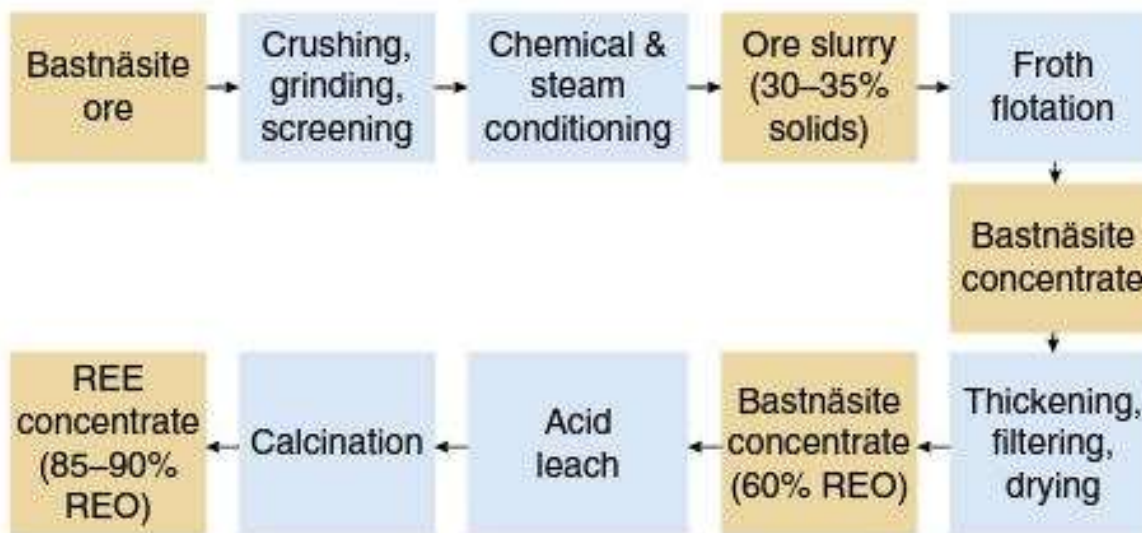 Bastnäsite
ore
Crushing,
grinding,
screening
Chemical &
steam
conditioning
Ore slurry
(30–35%
solids)
Froth
flotation
Bastnäsite
concentrate
Thickening,
filtering,
drying
Bastnäsite
concentrate
(60% REO)
Acid
leach
Calcination
REE
concentrate
(85–90%
REO)